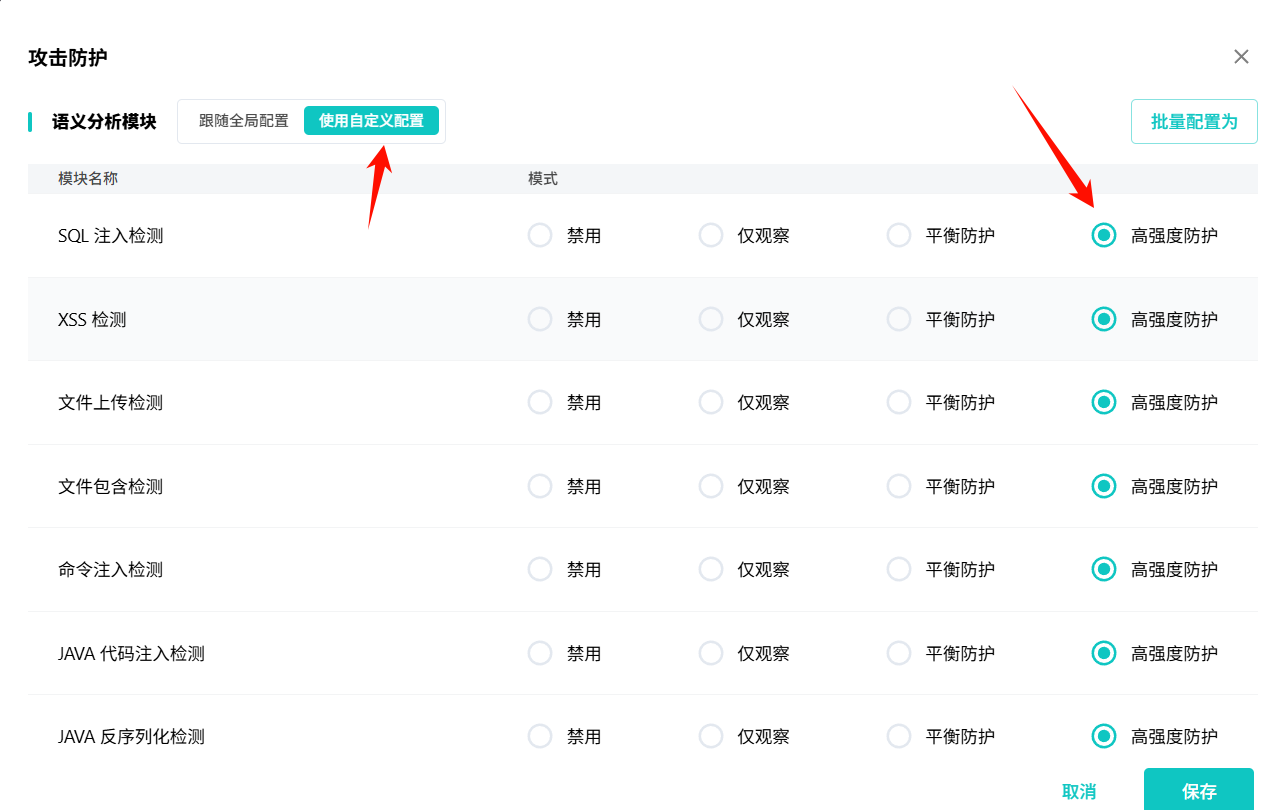 攻击防护
语义分析模块 跟随全局配置 使用自定义配置 批量配置为
模块名称 模式
SQL 注入检测 禁用 仅观察 平衡防护 高强度防护
XSS 检测 禁用 仅观察 平衡防护 高强度防护
文件上传检测 禁用 仅观察 平衡防护 高强度防护
文件包含检测 禁用 仅观察 平衡防护 高强度防护
命令注入检测 禁用 仅观察 平衡防护 高强度防护
JAVA 代码注入检测 禁用 仅观察 平衡防护 高强度防护
JAVA 反序列化检测 禁用 仅观察 平衡防护 高强度防护
取消 保存